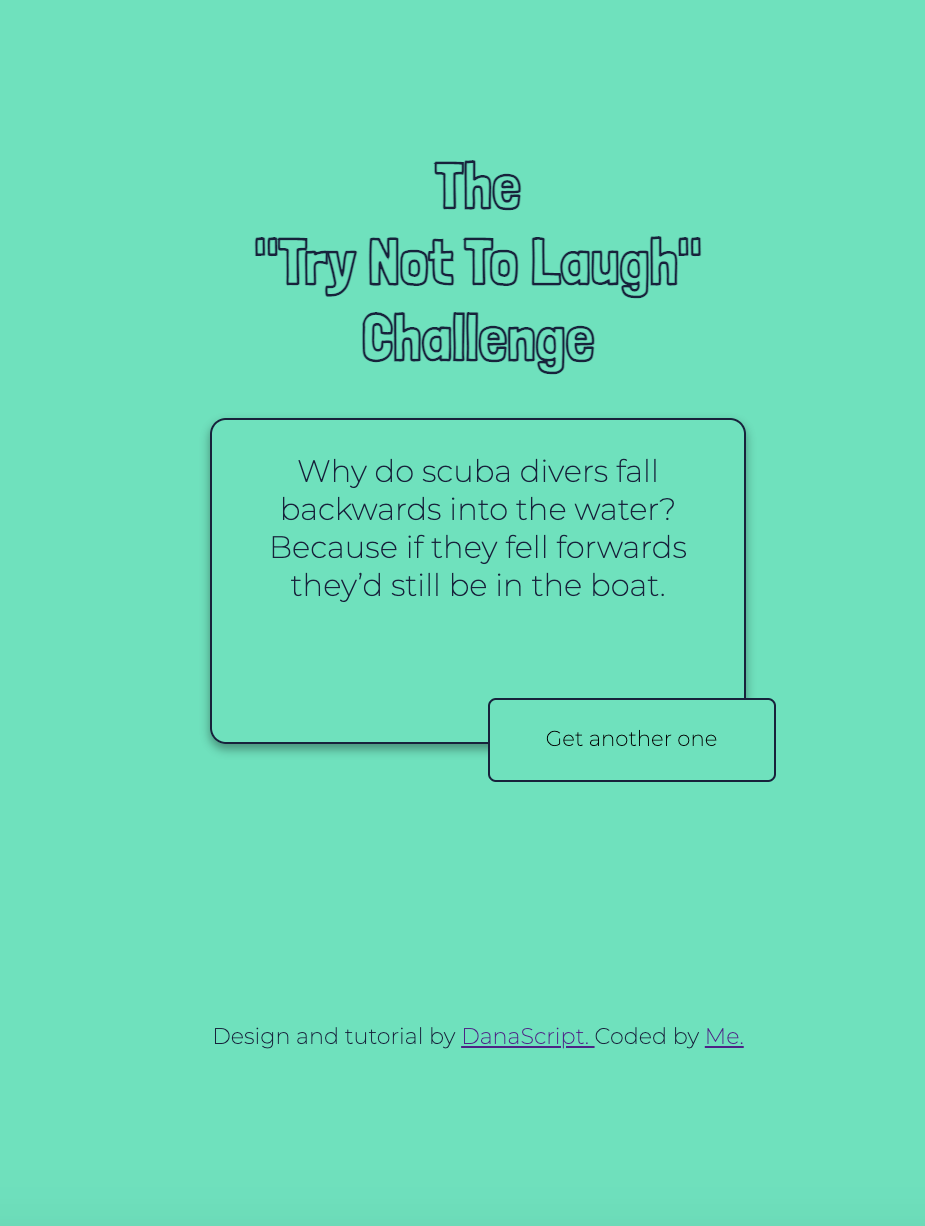 The
"Try Not To Laugh"
Challenge
Why do scuba divers fall
backwards into the water?
Because if they fell forwards
they’d still be in the boat.
Get another one
Design and tutorial by DanaScript. Coded by Me.